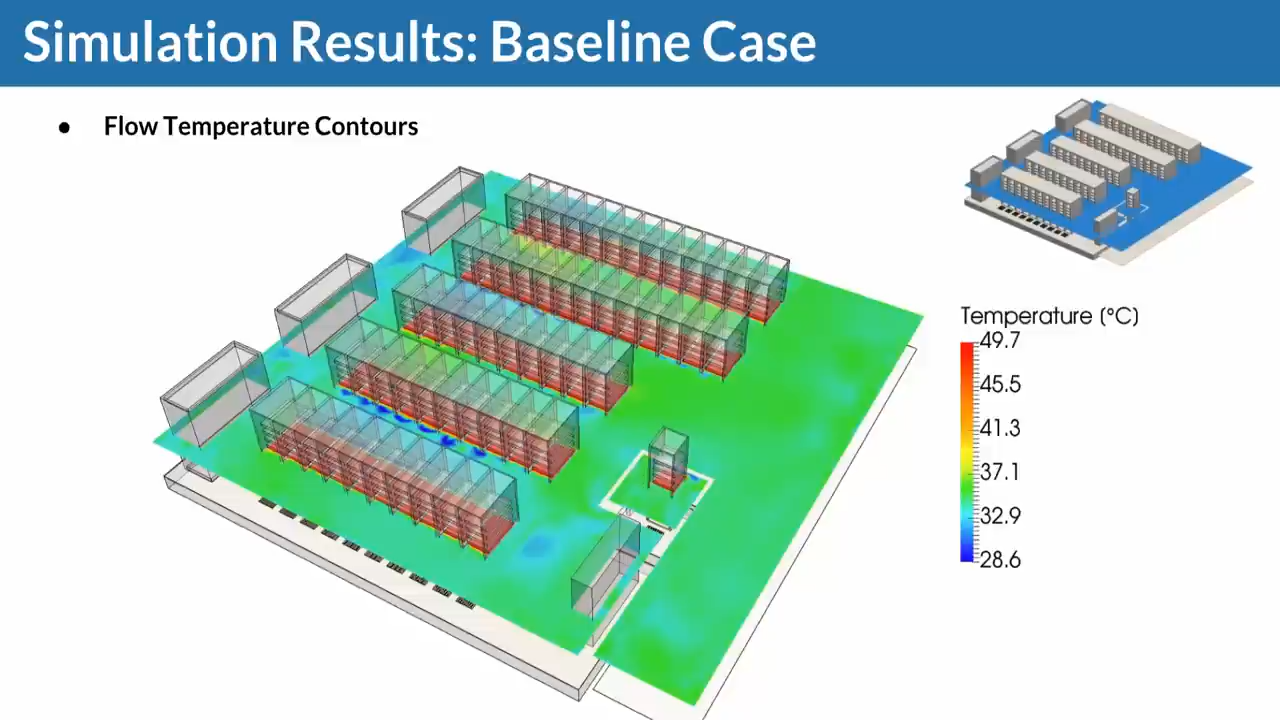 Simulation Results: Baseline Case
● Flow Temperature Contours
Temperature (°C)
49.7
45.5
41.3
37.1
32.9
28.6